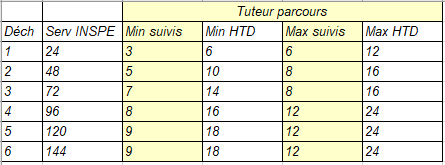 Tuteur parcours
Déch Serv INSPE Min suivis Min HTD Max suivis Max HTD
1 24 3 6 6 12
2 48 5 10 8 16
3 72 7 14 8 16
4 96 8 16 12 24
5 120 9 18 12 24
6 144 9 18 12 24